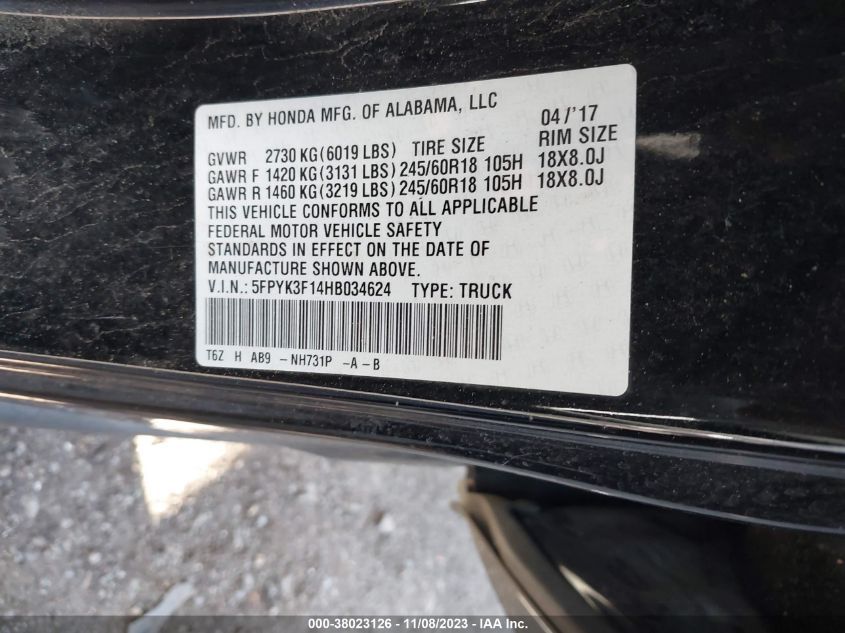 MFD. BY HONDA MFG. OF ALABAMA, LLC 04/'17
GVWR 2730 KG(6019 LBS) TIRE SIZE RIM SIZE
GAWR F 1420 KG(3131 LBS) 245/60R18 105H 18X8.0J
GAWR R 1460 KG(3219 LBS) 245/60R18 105H 18X8.0J
THIS VEHICLE CONFORMS TO ALL APPLICABLE
FEDERAL MOTOR VEHICLE SAFETY
STANDARDS IN EFFECT ON THE DATE OF
MANUFACTURE SHOWN ABOVE.
V.I.N.: 5FPYK3F14HB034624 TYPE: TRUCK
T6Z H AB9 -NH731P -A-B
000-38023126 - 11/08/2023 - IAA Inc.